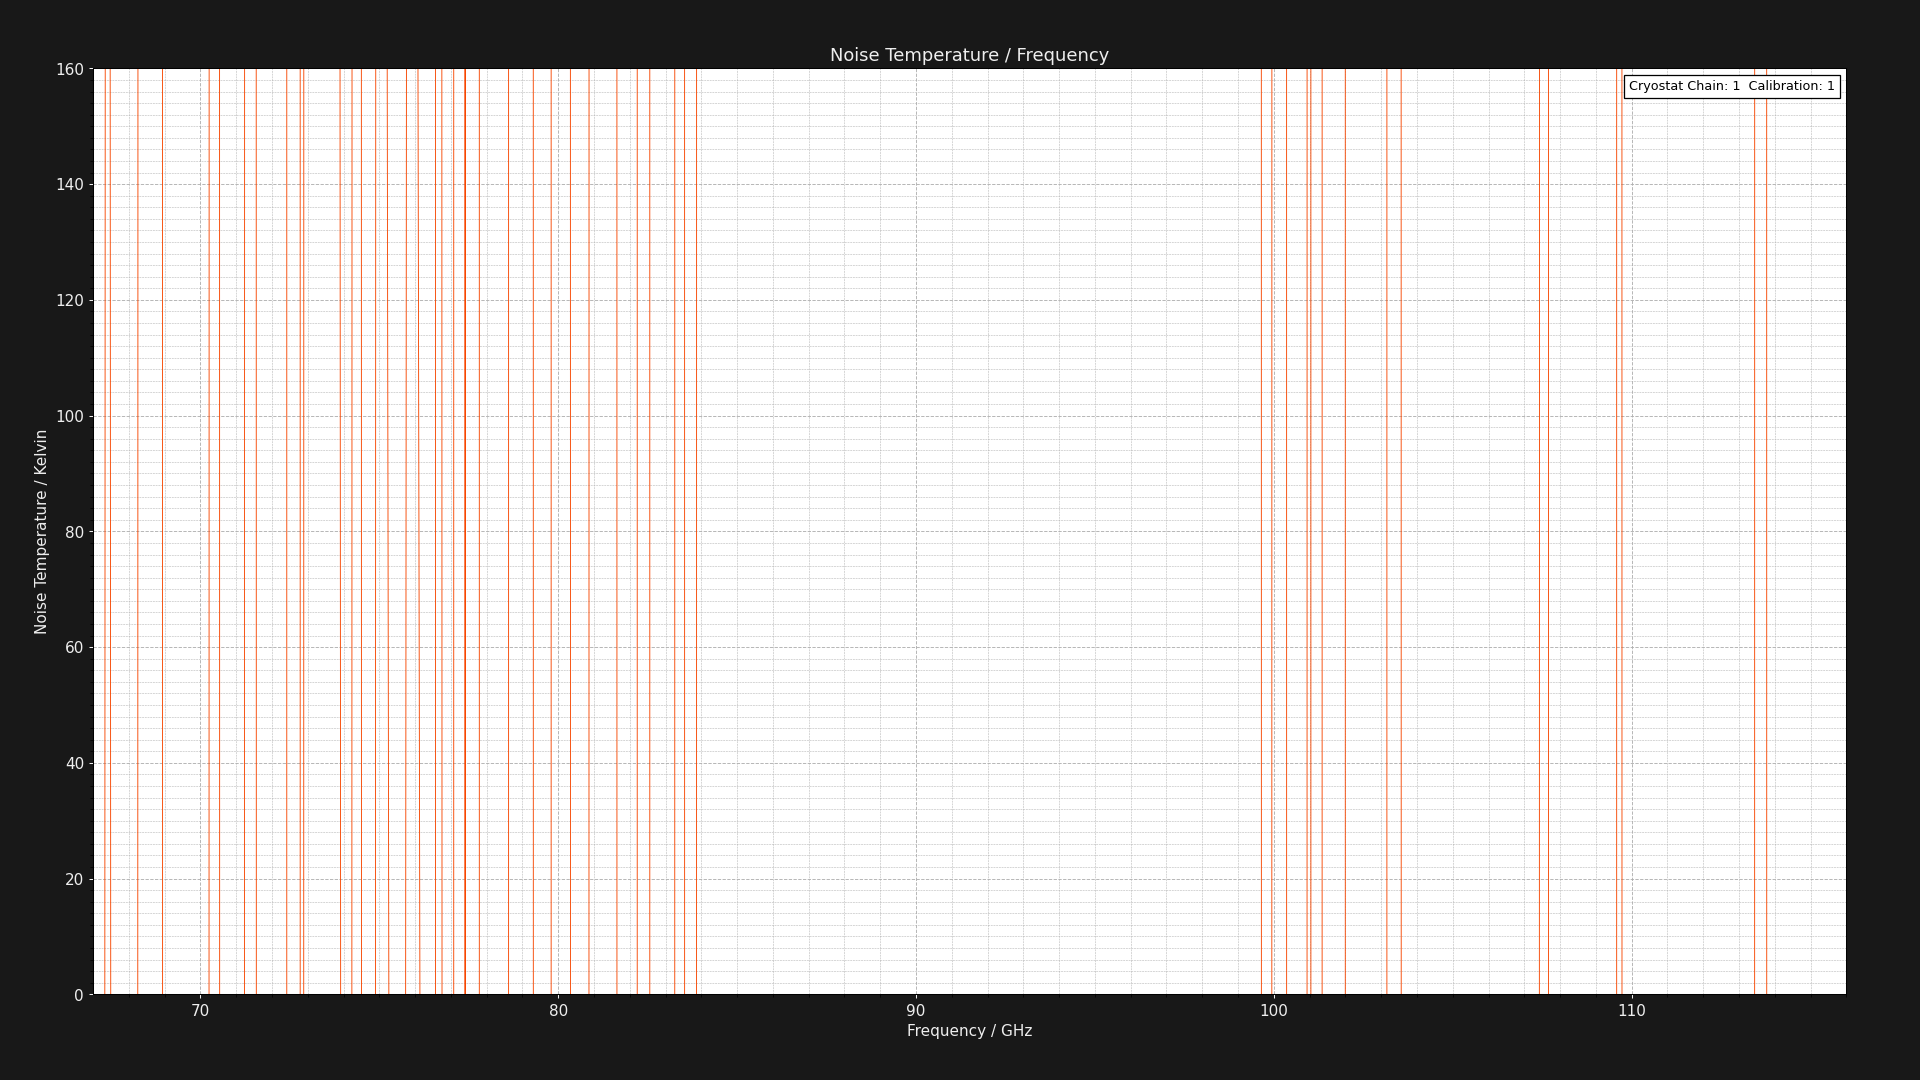 Noise Temperature / Frequency
Cryostat Chain: 1  Calibration: 1
160
140
120
100
80
60
40
20
0
Noise Temperature / Kelvin
70 80 90 100 110
Frequency / GHz